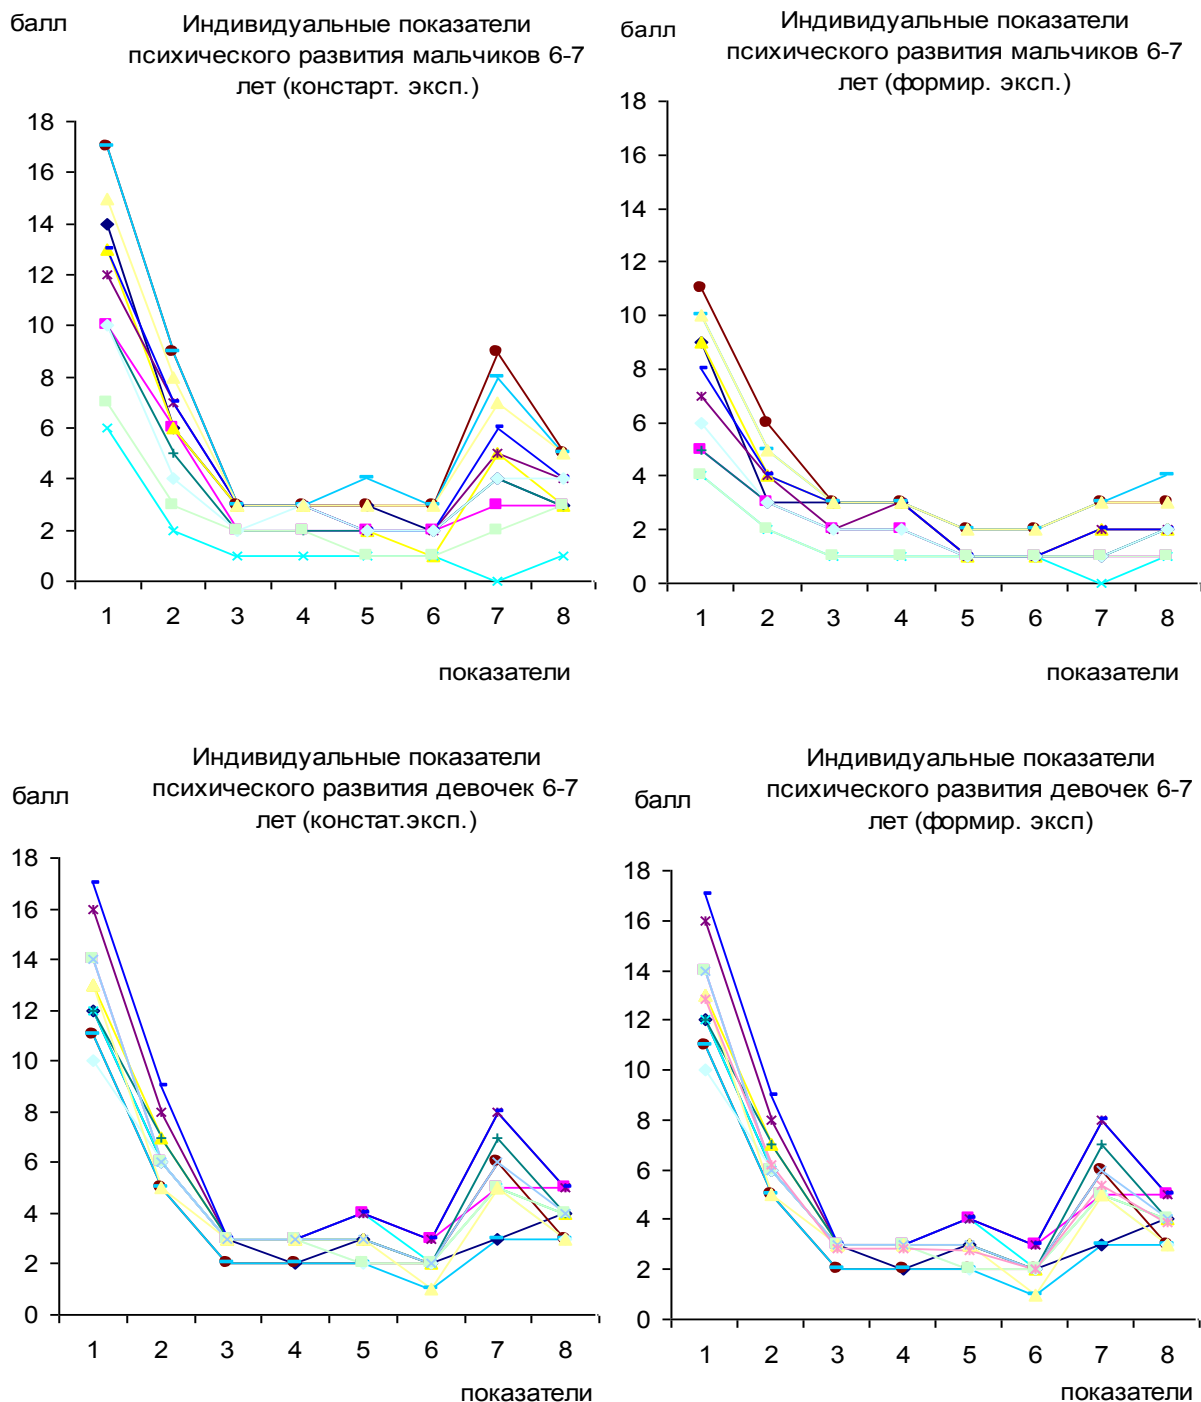 балл
Индивидуальные показатели
психического развития мальчиков 6-7
лет (констарт. эксп.)
18
16
14
12
10
8
6
4
2
0
1 2 3 4 5 6 7 8
показатели
балл
Индивидуальные показатели
психического развития мальчиков 6-7
лет (формир. эксп.)
18
16
14
12
10
8
6
4
2
0
1 2 3 4 5 6 7 8
показатели
балл
Индивидуальные показатели
психического развития девочек 6-7
лет (констат.эксп.)
18
16
14
12
10
8
6
4
2
0
1 2 3 4 5 6 7 8
показатели
балл
Индивидуальные показатели
психического развития девочек 6-7
лет (формир. эксп)
18
16
14
12
10
8
6
4
2
0
1 2 3 4 5 6 7 8
показатели